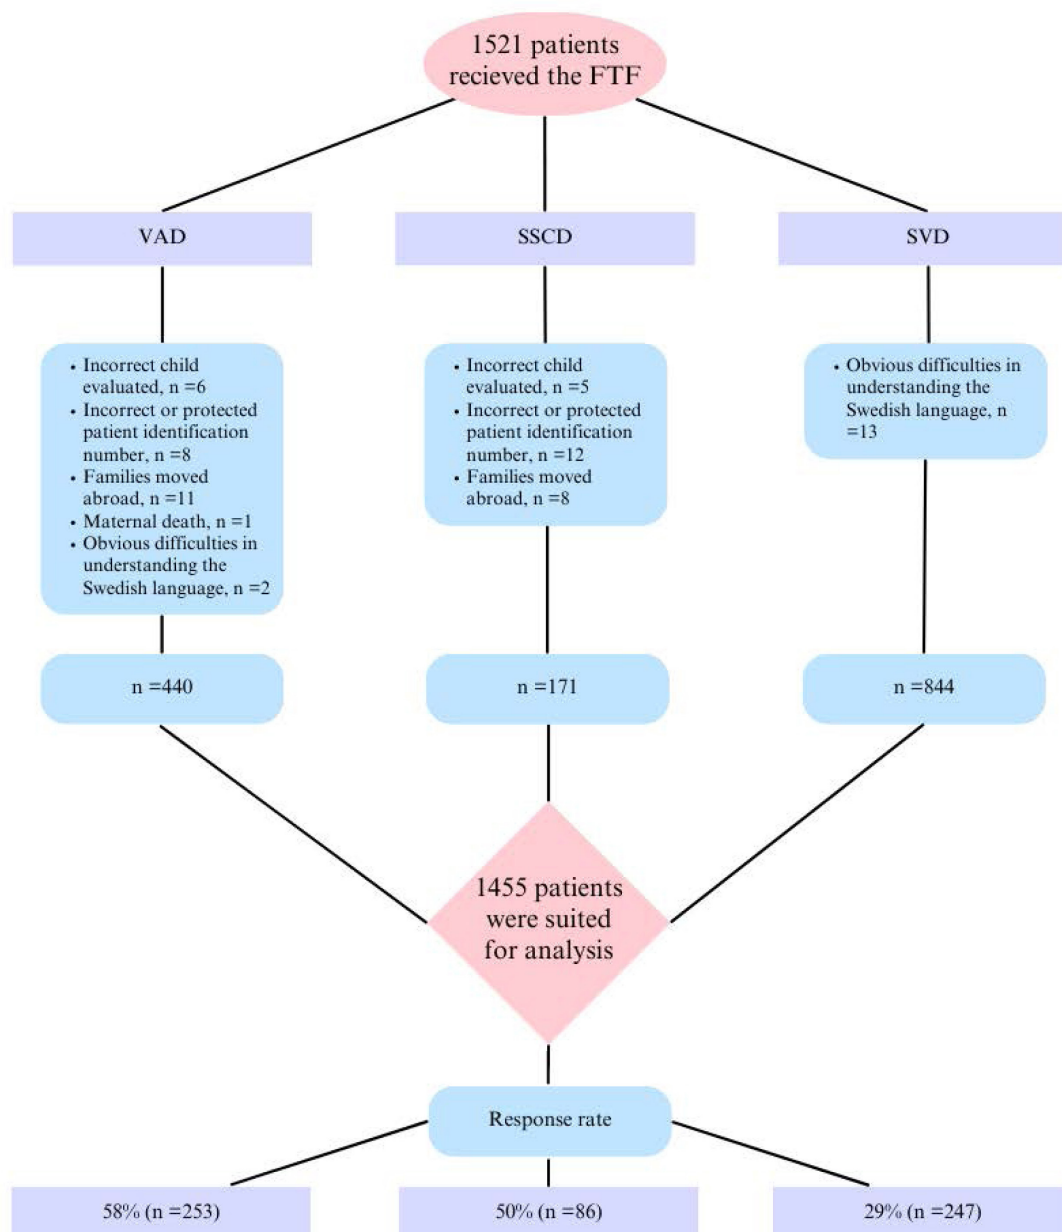 1521 patients
recieved the FTF
VAD
SSCD
SVD
• Incorrect child
evaluated, n =6
• Incorrect or protected
patient identification
number, n =8
• Families moved
abroad, n =11
• Maternal death, n =1
• Obvious difficulties in
understanding the
Swedish language, n =2
• Incorrect child
evaluated, n =5
• Incorrect or protected
patient identification
number, n =12
• Families moved
abroad, n =8
• Obvious difficulties in
understanding the
Swedish language, n
=13
n =440
n =171
n =844
1455 patients
were suited
for analysis
Response rate
58% (n =253)
50% (n =86)
29% (n =247)